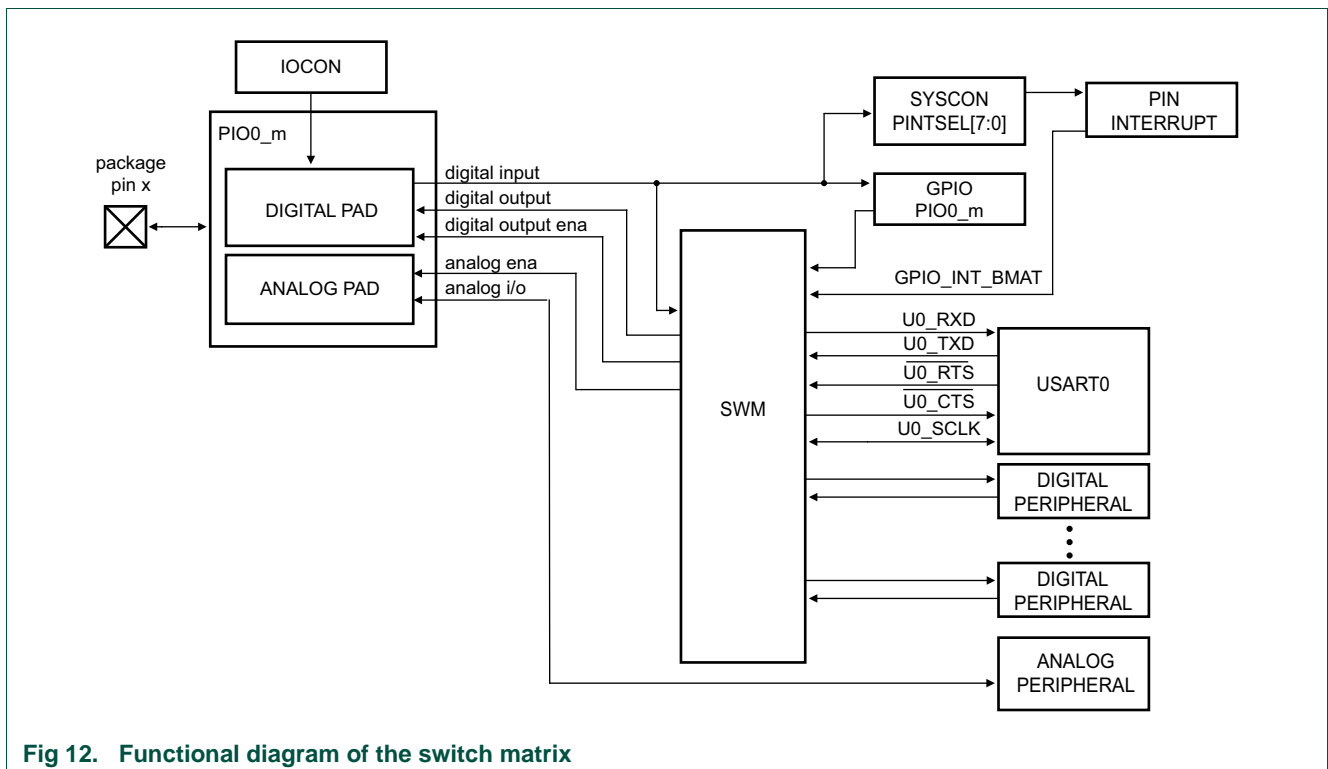 IOCON
PIO0_m
package
pin x
DIGITAL PAD
ANALOG PAD
digital input
digital output
digital output ena
analog ena
analog i/o
SYSCON
PINTSEL[7:0]
PIN
INTERRUPT
GPIO
PIO0_m
GPIO_INT_BMAT
SWM
U0_RXD
U0_TXD
U0_RTS
U0_CTS
U0_SCLK
USART0
DIGITAL
PERIPHERAL
DIGITAL
PERIPHERAL
ANALOG
PERIPHERAL
Fig 12. Functional diagram of the switch matrix